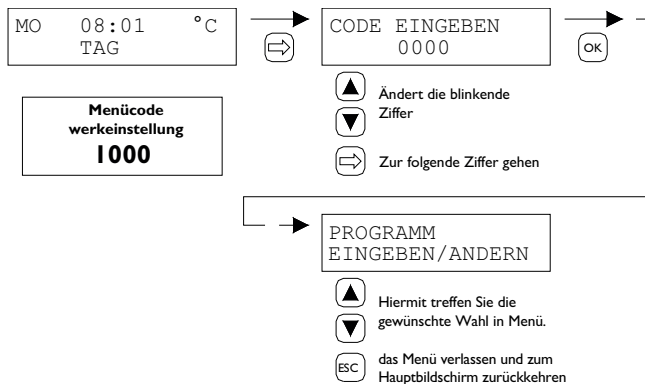 MO 08:01 °C
TAG
CODE EINGEBEN
0000
OK
Ändert die blinkende
Ziffer
Zur folgende Ziffer gehen
Menücode
werkeinstellung
1000
PROGRAMM
EINGEBEN/ANDERN
Hiermit treffen Sie die
gewünschte Wahl in Menü.
ESC
das Menü verlassen und zum
Hauptbildschirm zurückkehren